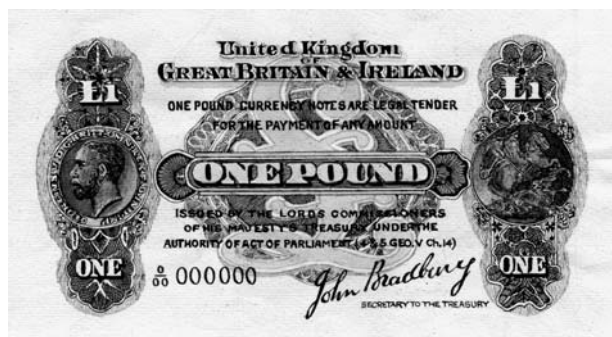 United Kingdom
OF
GREAT BRITAIN & IRELAND
£1
£1
ONE POUND CURRENCY NOTES ARE LEGAL TENDER
FOR THE PAYMENT OF ANY AMOUNT
ONE POUND
ISSUED BY THE LORDS COMMISSIONERS
OF HIS MAJESTY'S TREASURY UNDER THE
AUTHORITY OF ACT OF PARLIAMENT (4 & 5 GEO. V Ch.14)
ONE
0/00 000000
John Bradbury
ONE
SECRETARY TO THE TREASURY